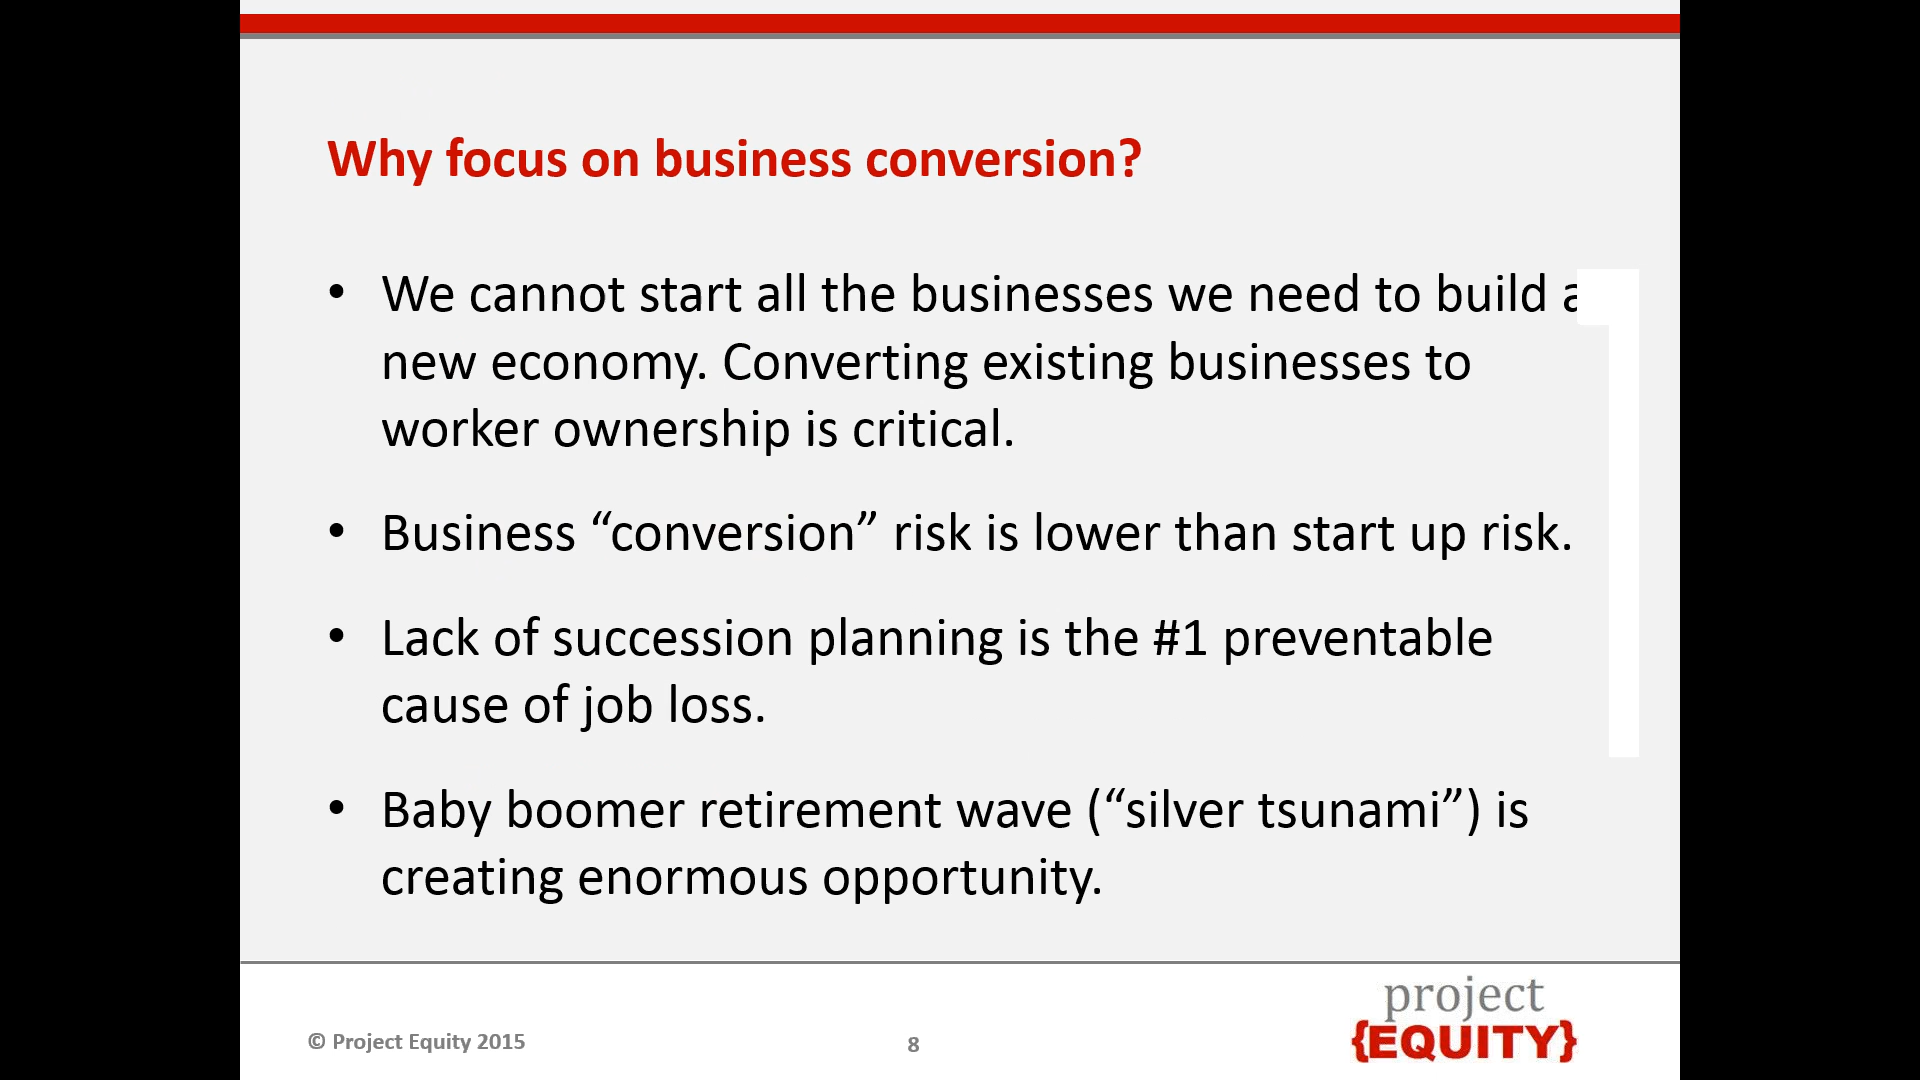 Why focus on business conversion?
• We cannot start all the businesses we need to build a
new economy. Converting existing businesses to
worker ownership is critical.
• Business “conversion” risk is lower than start up risk.
• Lack of succession planning is the #1 preventable
cause of job loss.
• Baby boomer retirement wave (“silver tsunami”) is
creating enormous opportunity.
© Project Equity 2015
8
project
{EQUITY}